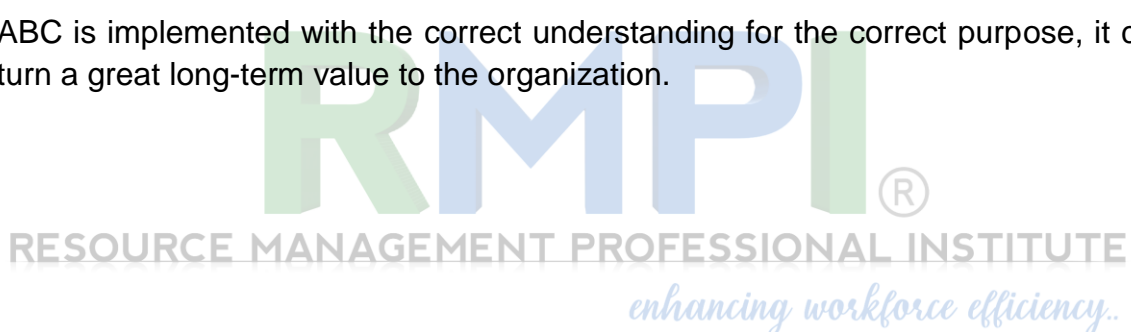 ABC is implemented with the correct understanding for the correct purpose, it
turn a great long-term value to the organization.
RMPI®
RESOURCE MANAGEMENT PROFESSIONAL INSTITUTE
enhancing workforce efficiency..